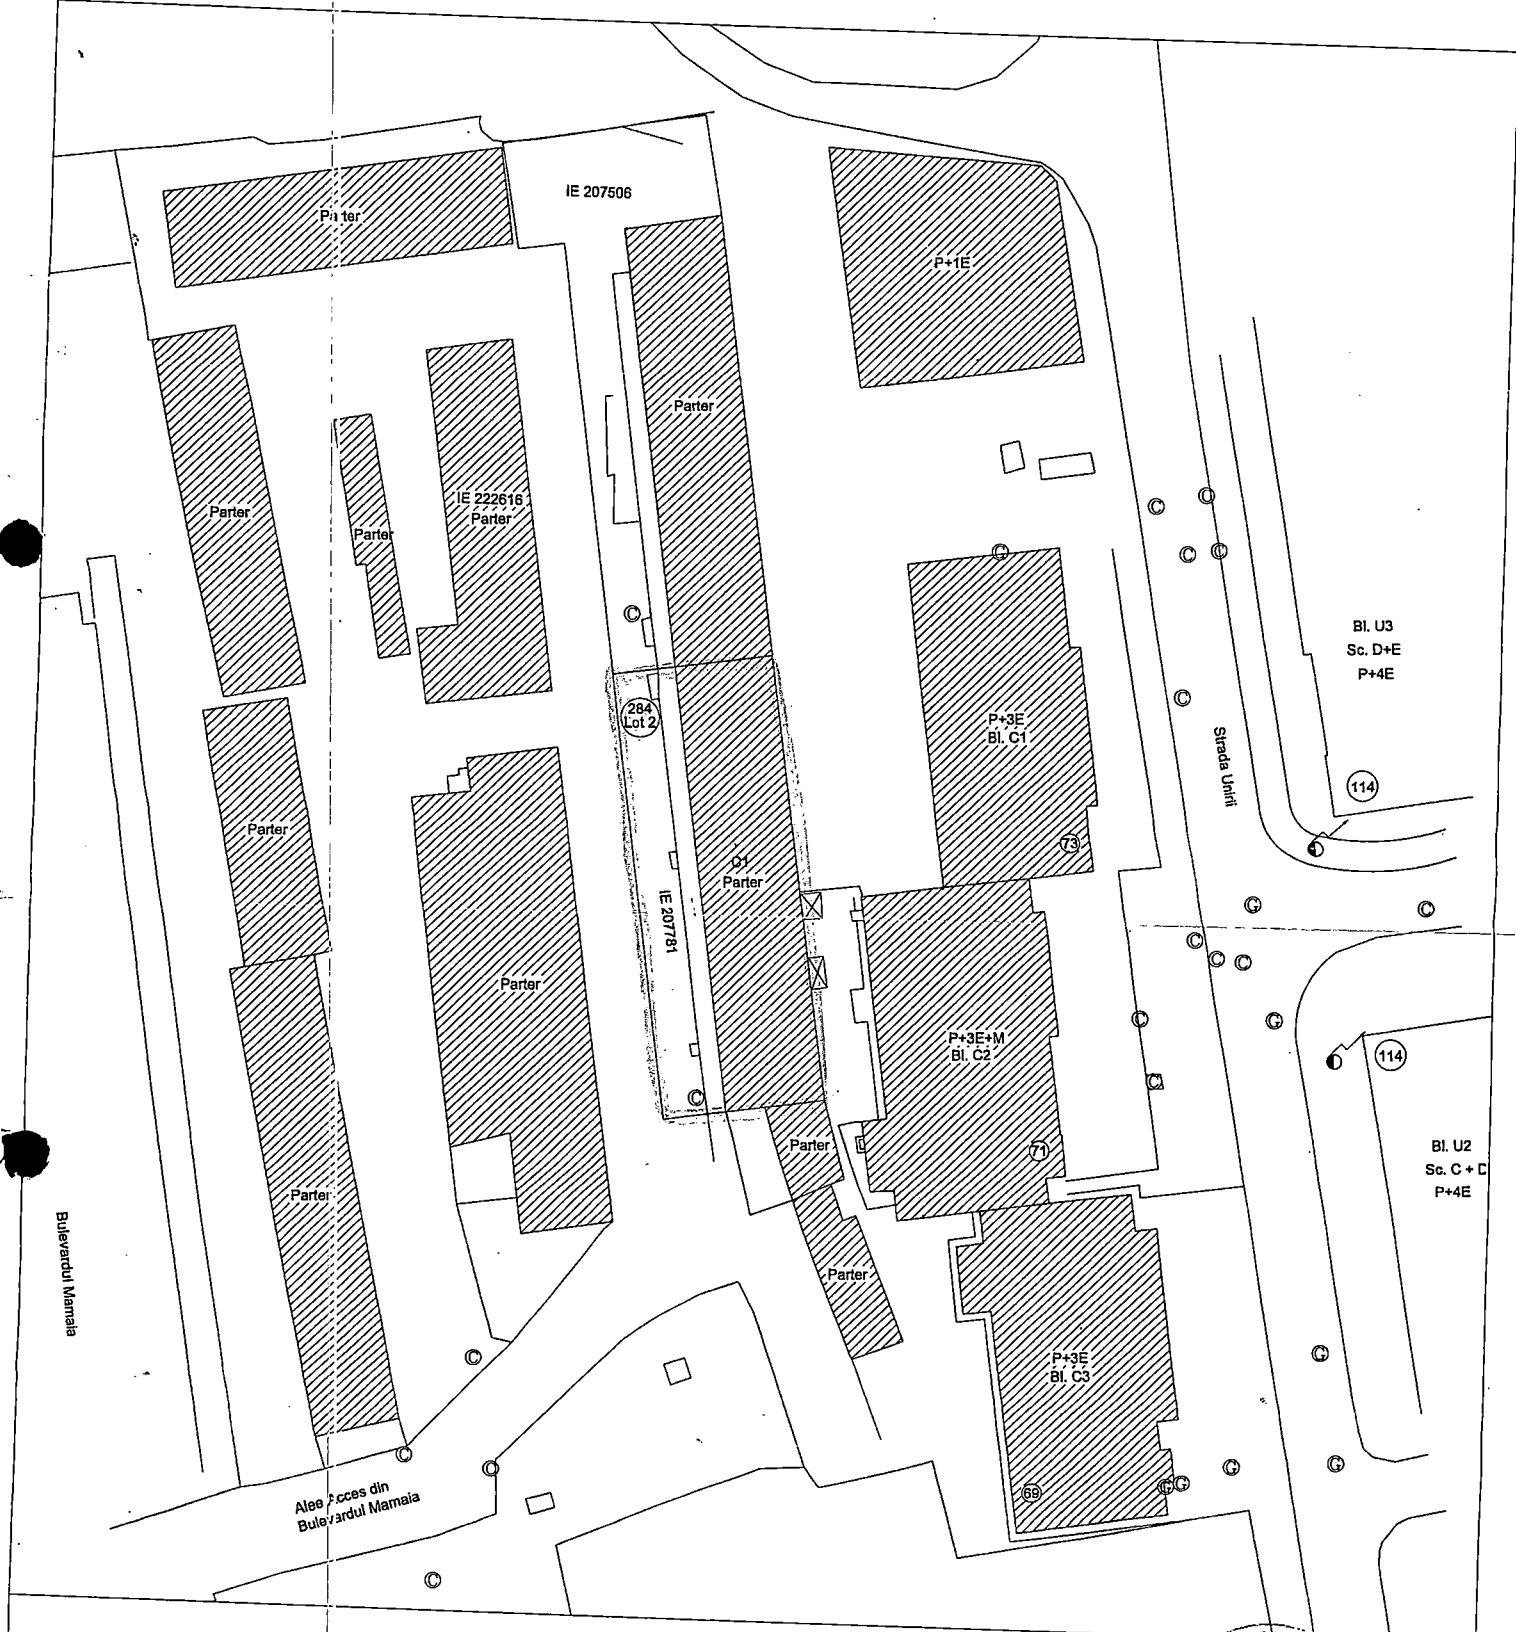 IE 207506
Parter
P+1E
Parter
Parter
IE 222616
Parter
Parter
C
C
C
C
C
C
Bl. U3
Sc. D+E
P+4E
284
Lot 2
C
P+3E
Bl. C1
Strada Unirii
114
Parter
73
C1
Parter
IE 207781
G
C
C
C
C
Parter
C
G
P+3E+M
Bl. C2
114
C
C
Parter
71
Bl. U2
Sc. C + D
P+4E
Parter
Bulevardul Mamaia
Parter
C
P+3E
Bl. C3
G
C
C
G
G
G
G
69
Alee Acces din
Bulevardul Mamaia
C